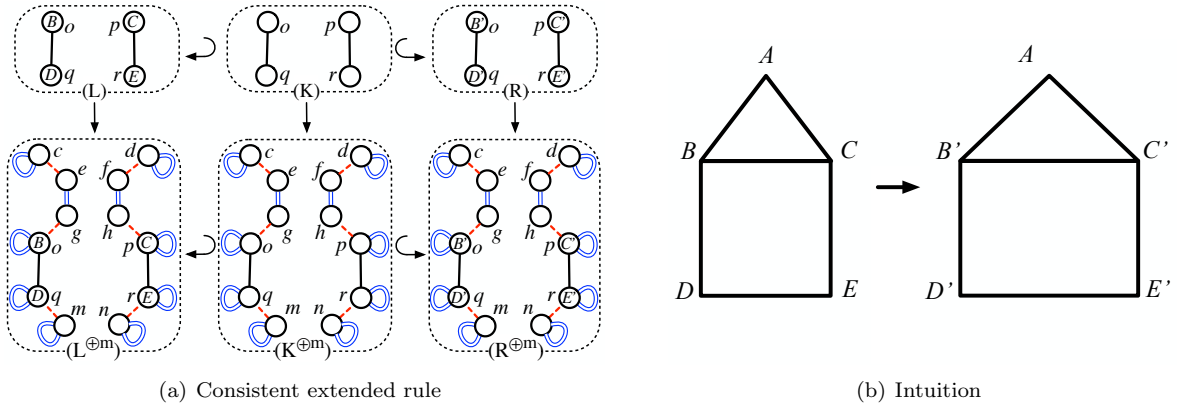 B o p C
D q r E
(L)
o p
q r
(K)
B' o p C'
D' q r E'
(R)
c d
e f
g h
B o p C
D q r E
m n
(L⊕m)
c d
e f
g h
o p
q r
m n
(K⊕m)
c d
e f
g h
B' o p C'
D' q r E'
m n
(R⊕m)
(a) Consistent extended rule
A
B C
D E
A
B' C'
D' E'
(b) Intuition